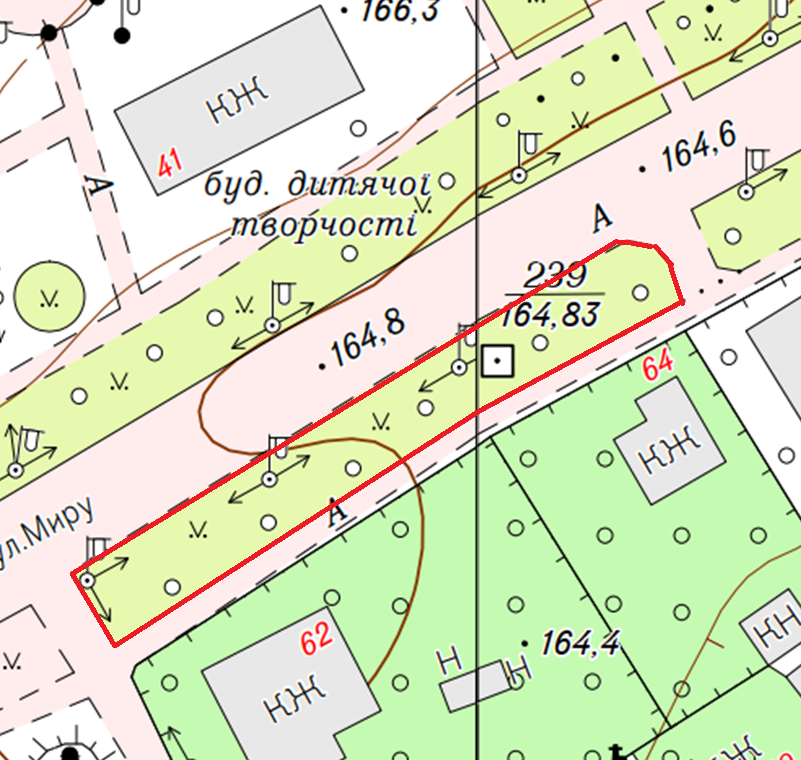 166,3
КЖ
41
А
буд. дитячої
творчості
164,6
А
239
164,83
164,8
64
КЖ
ул.Миру
А
62
КЖ
Н
Н
164,4
КН
КЖ